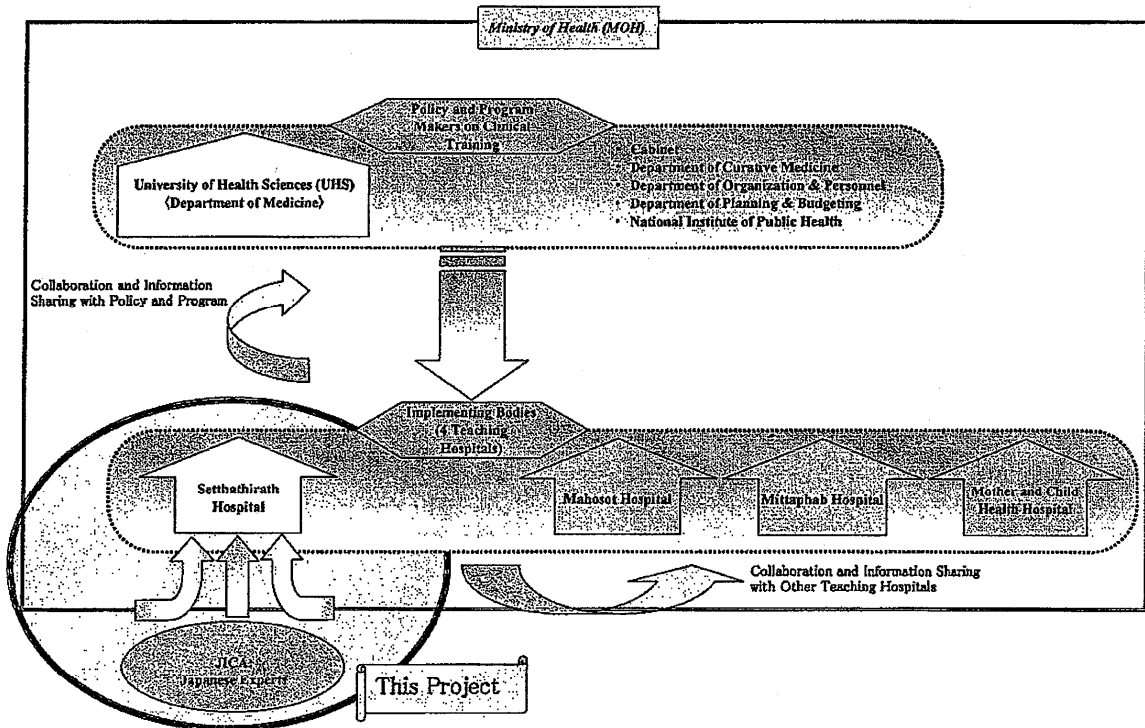 Ministry of Health (MOH)
Policy and Program
Makers on Clinical
Training
University of Health Sciences (UHS)
(Department of Medicine)
• Cabinet
• Department of Curative Medicine
• Department of Organization & Personnel
• Department of Planning & Budgeting
• National Institute of Public Health
Collaboration and Information
Sharing with Policy and Program
Implementing Bodies
(4 Teaching
Hospitals)
Setthathirath
Hospital
Mahosot Hospital
Mittaphab Hospital
Mother and Child
Health Hospital
Collaboration and Information Sharing
with Other Teaching Hospitals
JICA
Japanese Experts
This Project